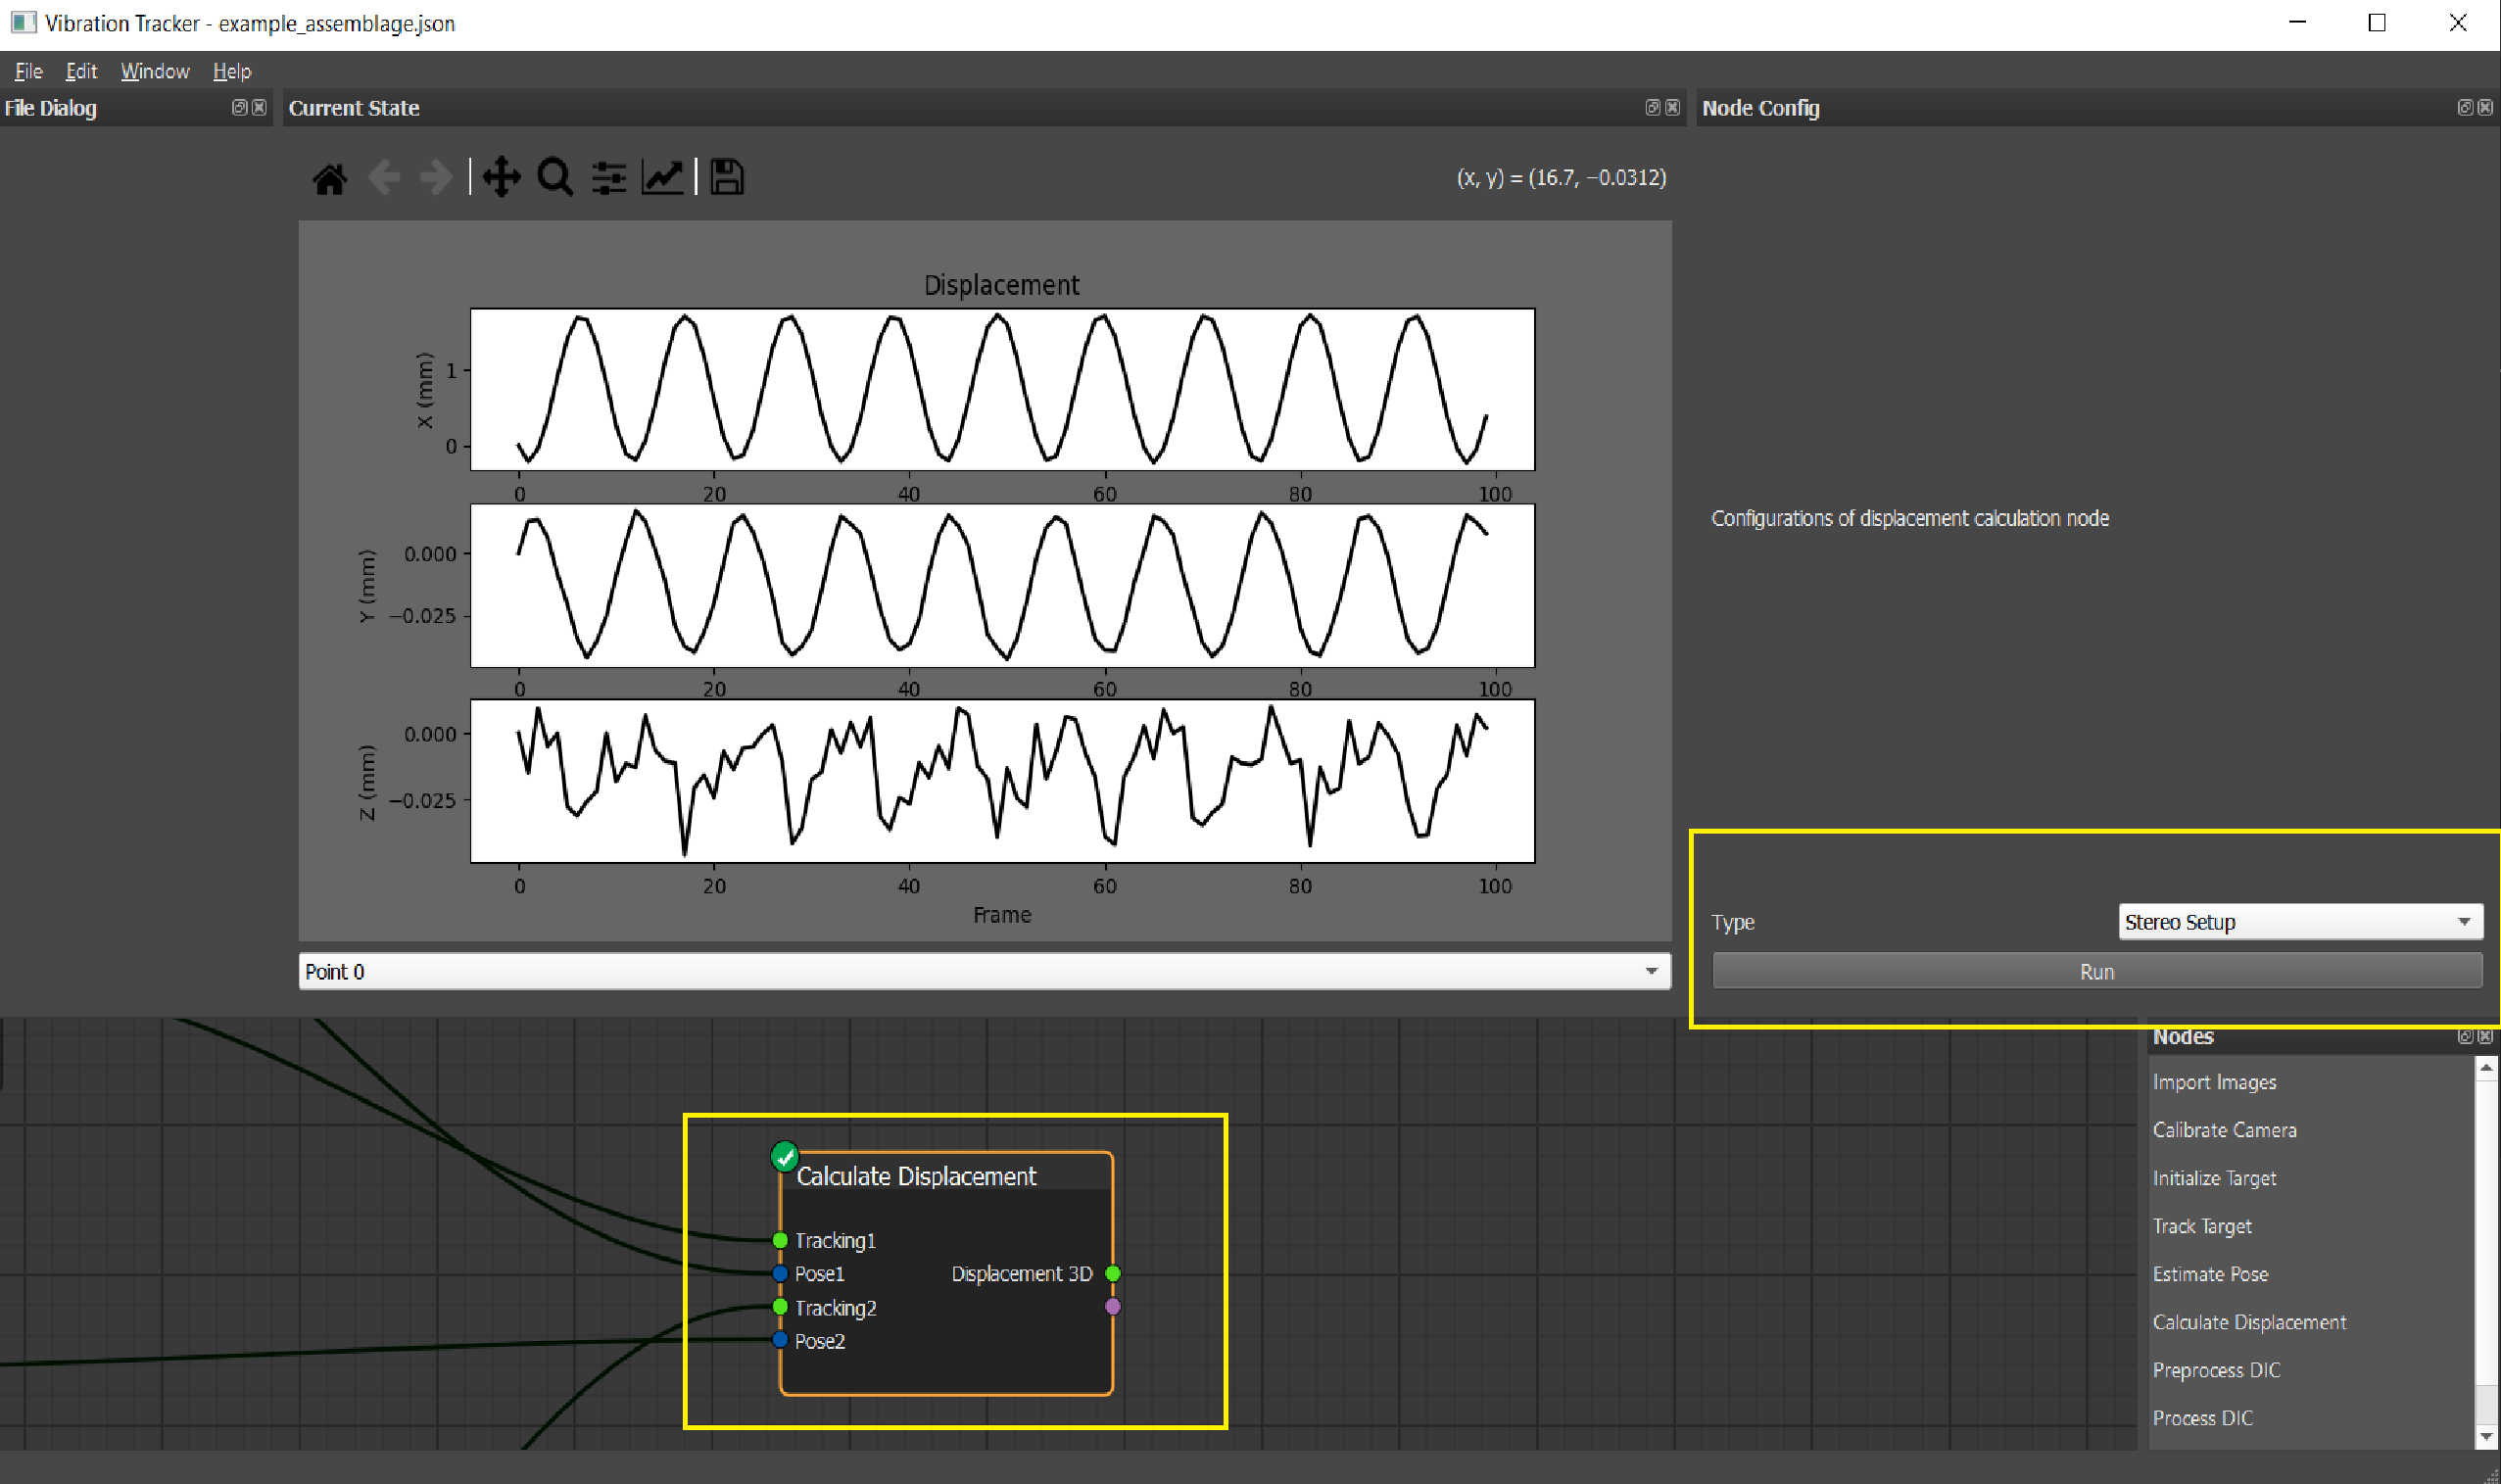 Vibration Tracker - example_assemblage.json
File Edit Window Help
File Dialog
Current State
Node Config
(x, y) = (16.7, −0.0312)
Displacement
X (mm)
1
0
0 20 40 60 80 100
Y (mm)
0.000
−0.025
0 20 40 60 80 100
Z (mm)
0.000
−0.025
0 20 40 60 80 100
Frame
Point 0
Configurations of displacement calculation node
Type
Stereo Setup
Run
Calculate Displacement
Tracking1
Pose1
Displacement 3D
Tracking2
Pose2
Nodes
Import Images
Calibrate Camera
Initialize Target
Track Target
Estimate Pose
Calculate Displacement
Preprocess DIC
Process DIC